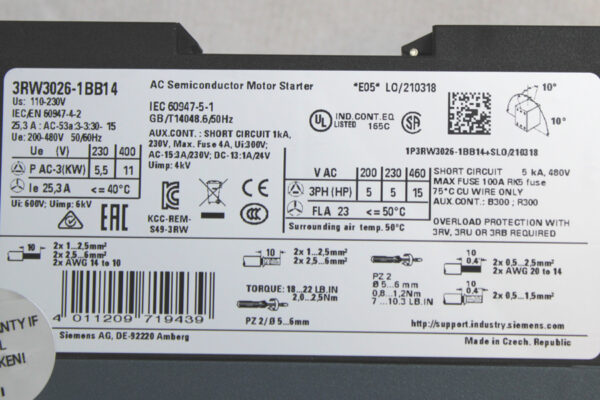 3RW3026-1BB14
AC Semiconductor Motor Starter
"E05" LO/210318
Us: 110-230V
IEC/EN 60947-4-2
25,3 A: AC-53a:3-3:30- 15
Ue: 200-480V 50/60Hz
IEC 60947-5-1
GB/T14048.6,50Hz
AUX.CONT. : SHORT CIRCUIT 1kA,
230V, Max. Fuse 4A, Ui:300V;
AC-15:3A/230V; DC-13:1A/24V
Uimp: 4kV
UL
LISTED
IND.CONT.EQ
165C
10°
10°
1P3RW3026-1BB14+SLO/210318
Ue (V) 230 400
P AC-3(KW) 5,5 11
Ie 25,3 A <= 40°C
Ui: 600V; Uimp: 6kV
EAC
KCC-REM-
S49-3RW
CE
CCC
V AC 200 230 460
3PH (HP) 5 5 15
FLA 23 <= 50°C
Surrounding air temp. 50°C
SHORT CIRCUIT 5 kA, 480V
MAX FUSE 100A RK5 fuse
75°C CU WIRE ONLY
AUX.CONT : B300 ; R300
OVERLOAD PROTECTION WITH
3RV, 3RU OR 3RB REQUIRED
10
2x 1...2,5mm²
2x 2,5...6mm²
2x AWG 14 to 10
10
2x 1...2,5mm²
2x 2,5...6mm²
TORQUE: 18...22 LB.IN
2,0...2,5Nm
PZ 2/ Ø 5...6mm
PZ 2
Ø 5...6 mm
0,8...1,2Nm
7...10.3 LB.IN
10
0,4
2x 0,5...2,5mm²
2x AWG 20 to 14
10
0,4
2x 0,5...1,5mm²
4 011209 719439
Siemens AG, DE-92220 Amberg
http://support.industry.siemens.com
Made in Czech. Republic
NTY IF
L
KEN!